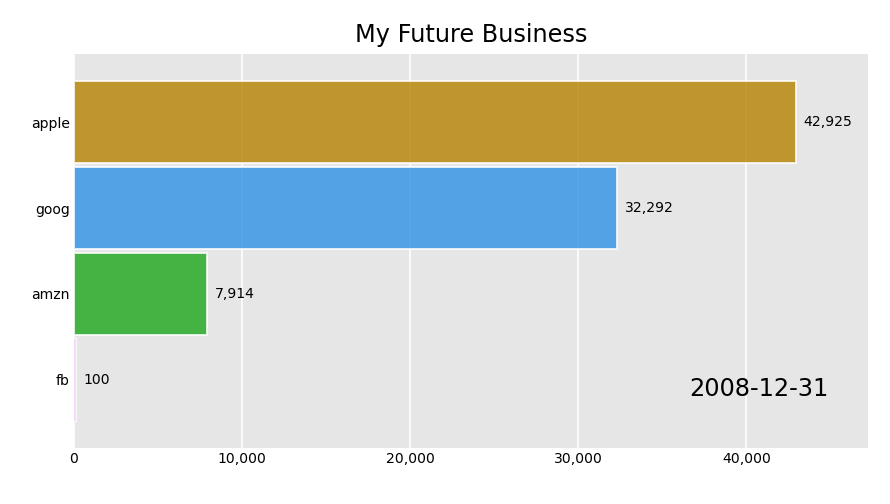 My Future Business
apple 42,925
goog 32,292
amzn 7,914
fb 100
2008-12-31
0 10,000 20,000 30,000 40,000